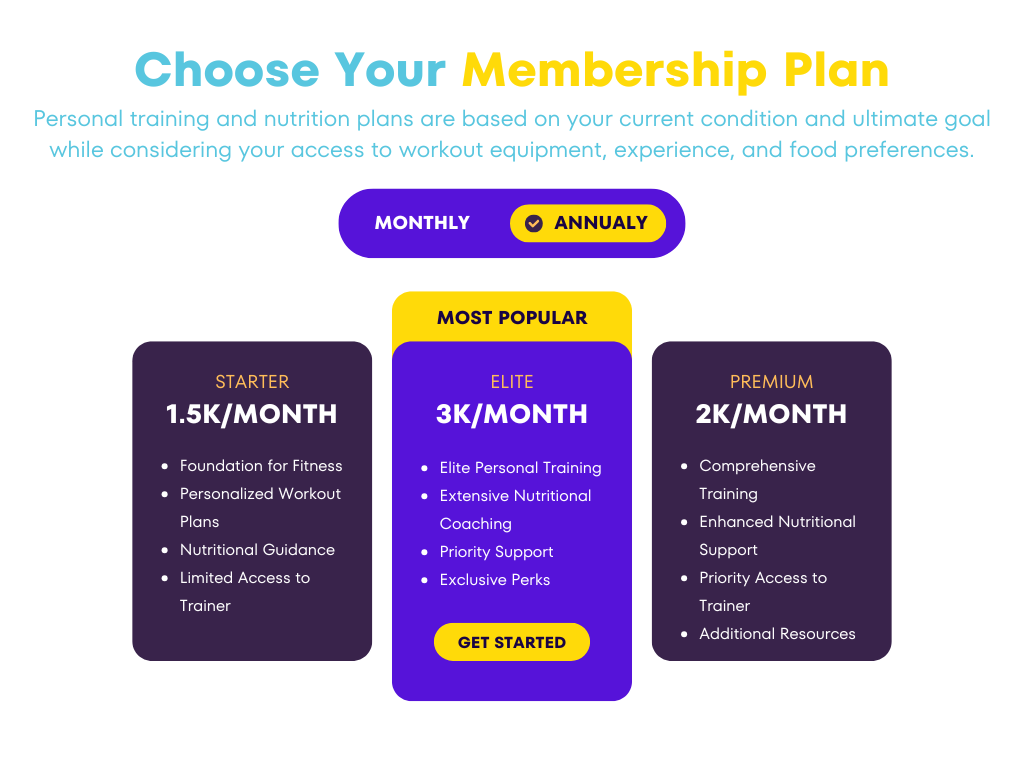 Choose Your Membership Plan
Personal training and nutrition plans are based on your current condition and ultimate goal
while considering your access to workout equipment, experience, and food preferences.
MONTHLY
ANNUALY
MOST POPULAR
STARTER
1.5K/MONTH
Foundation for Fitness
Personalized Workout
Plans
Nutritional Guidance
Limited Access to
Trainer
ELITE
3K/MONTH
Elite Personal Training
Extensive Nutritional
Coaching
Priority Support
Exclusive Perks
GET STARTED
PREMIUM
2K/MONTH
Comprehensive
Training
Enhanced Nutritional
Support
Priority Access to
Trainer
Additional Resources